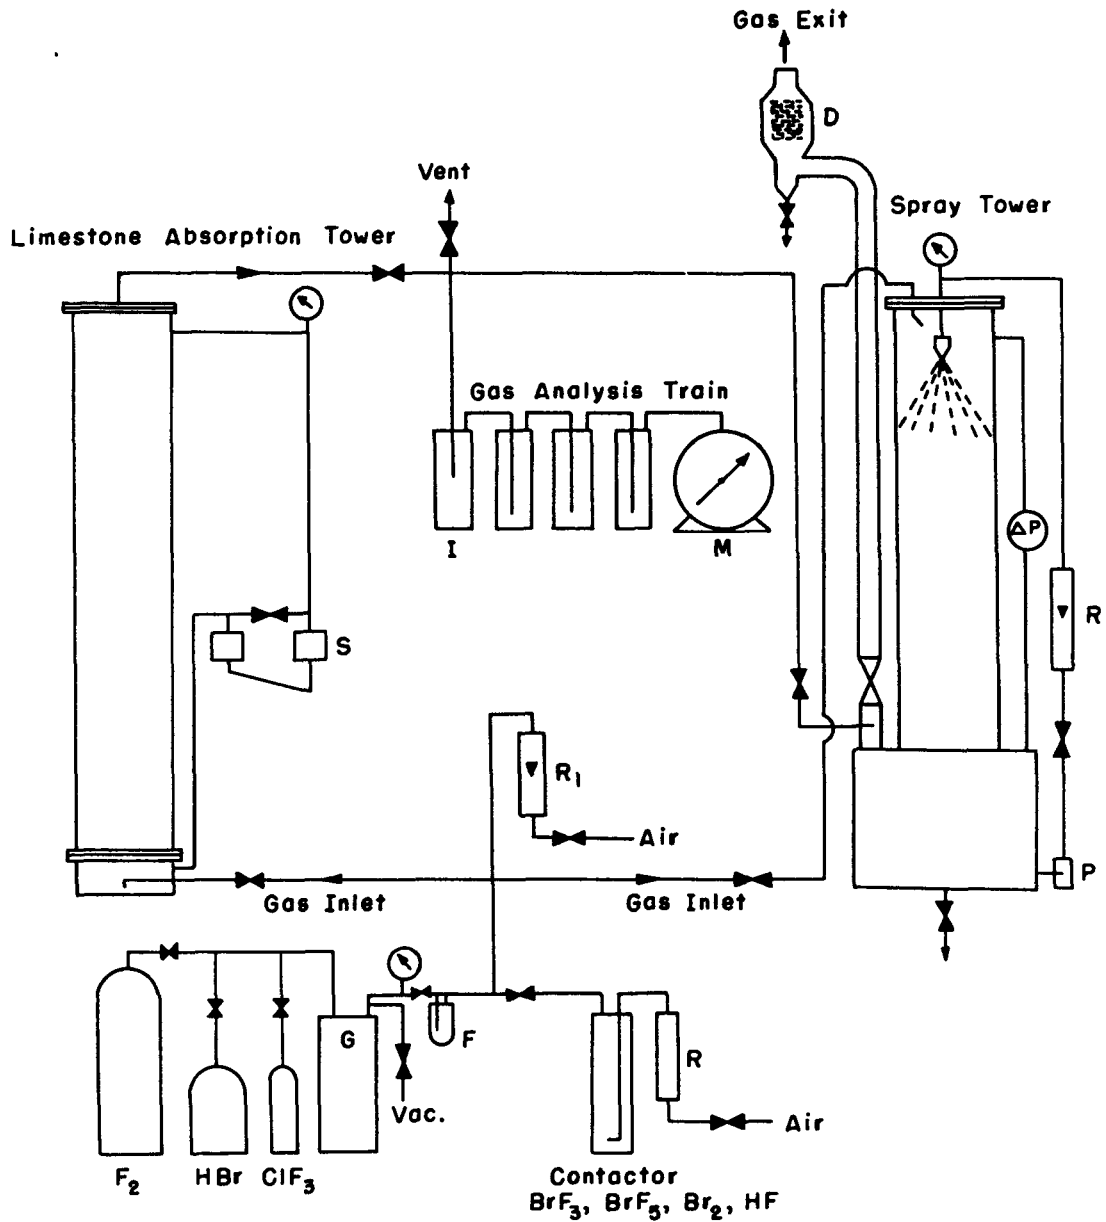 Gas Exit
D
Vent
Spray Tower
Limestone Absorption Tower
Gas Analysis Train
I
M
ΔP
R
S
R₁
Air
P
Gas Inlet
Gas Inlet
G
F
R
Vac.
Air
F₂
HBr
ClF₃
Contactor
BrF₃, BrF₅, Br₂, HF